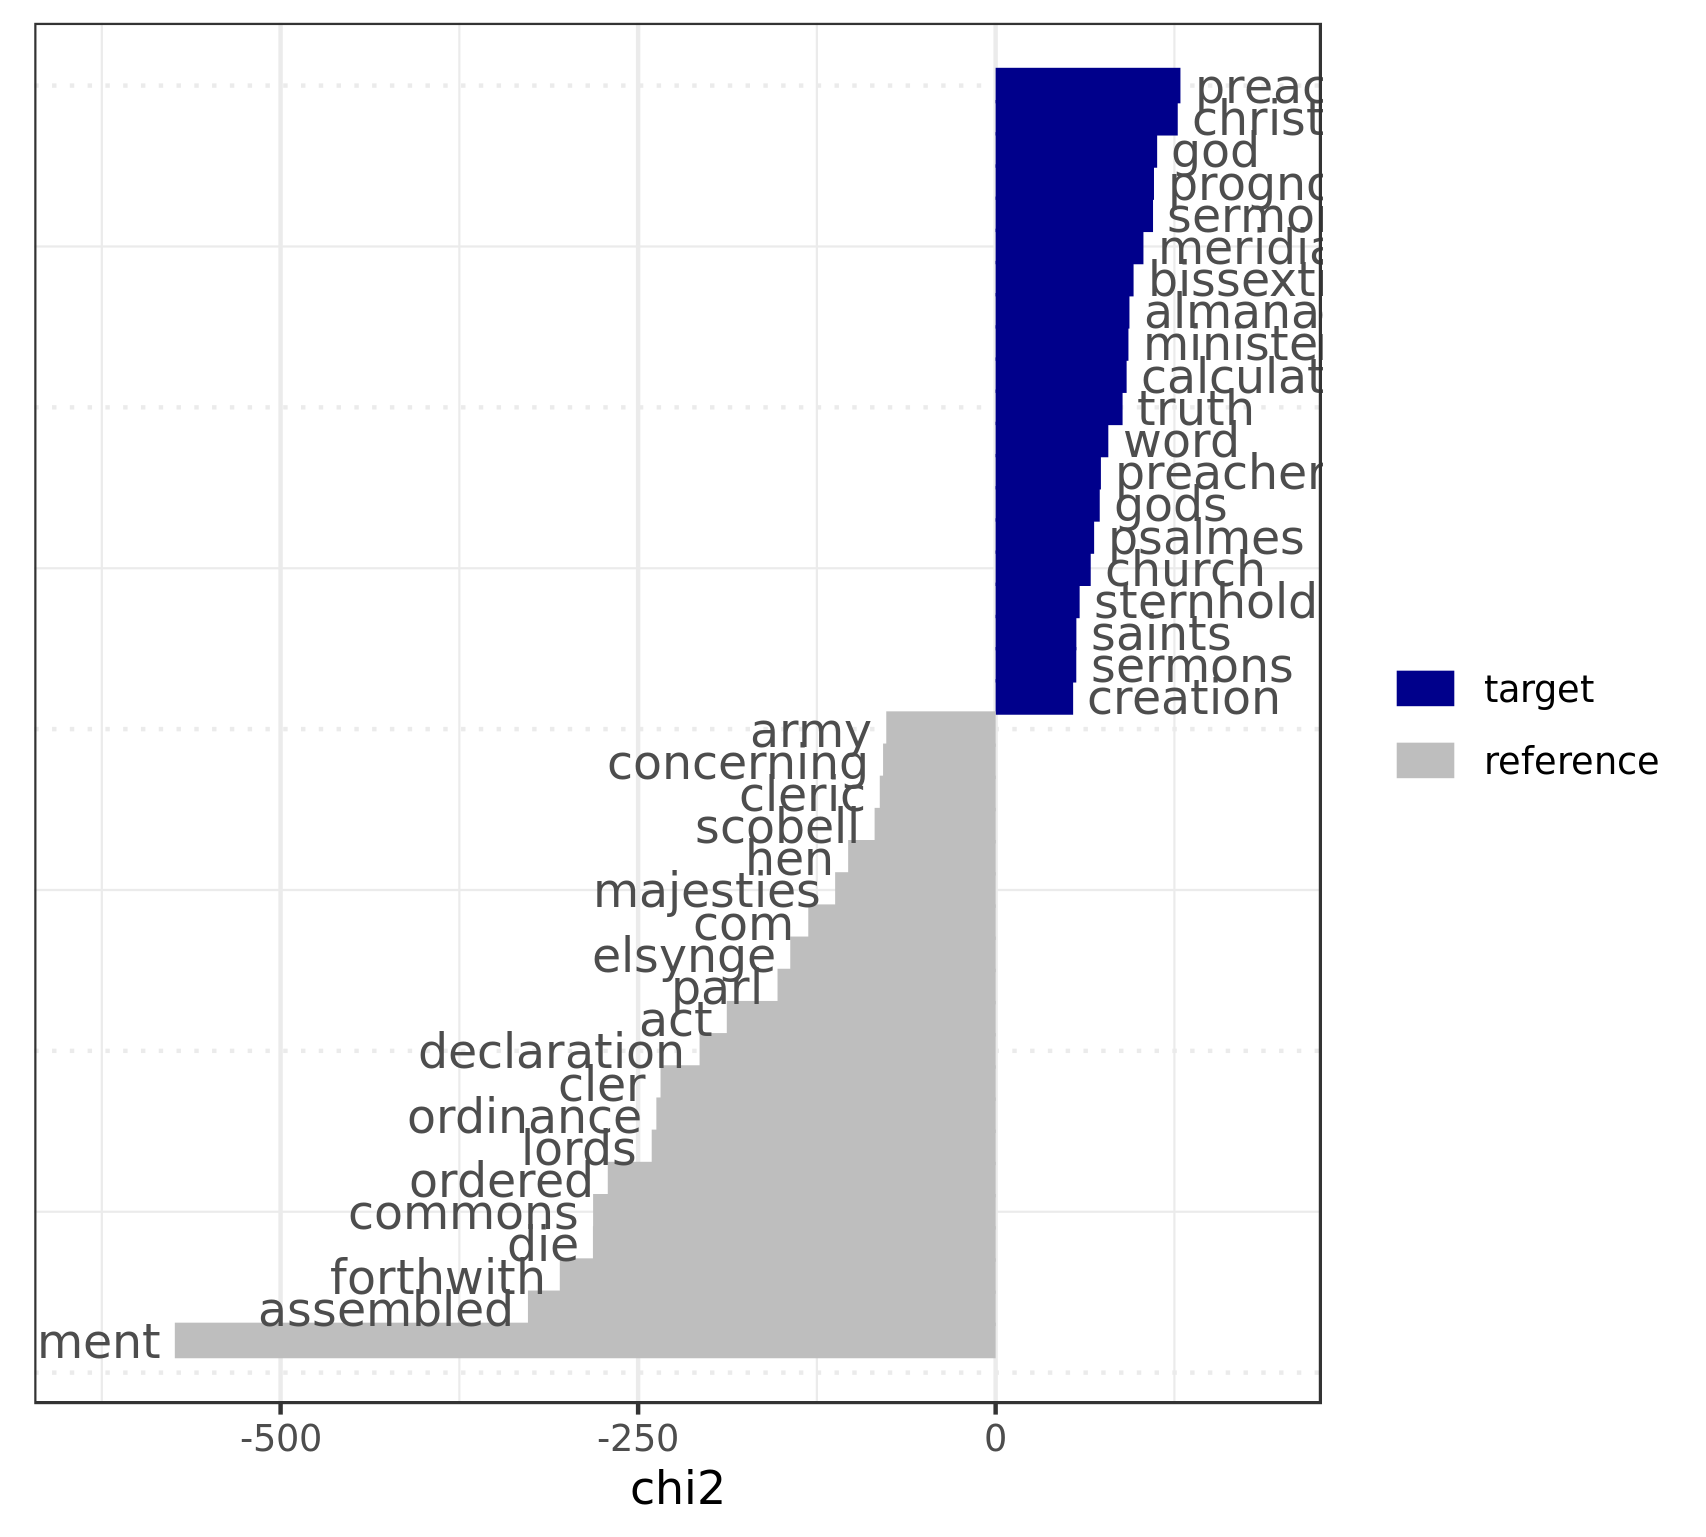 preac
christ
god
progno
sermo
meridia
bissext
almana
ministe
calculat
truth
word
preacher
gods
psalmes
church
sternhold
saints
sermons
creation
army
concerning
cleric
scobell
hen
majesties
com
elsynge
parl
act
declaration
cler
ordinance
lords
ordered
commons
die
forthwith
assembled
ment
-500 -250 0
chi2
target
reference